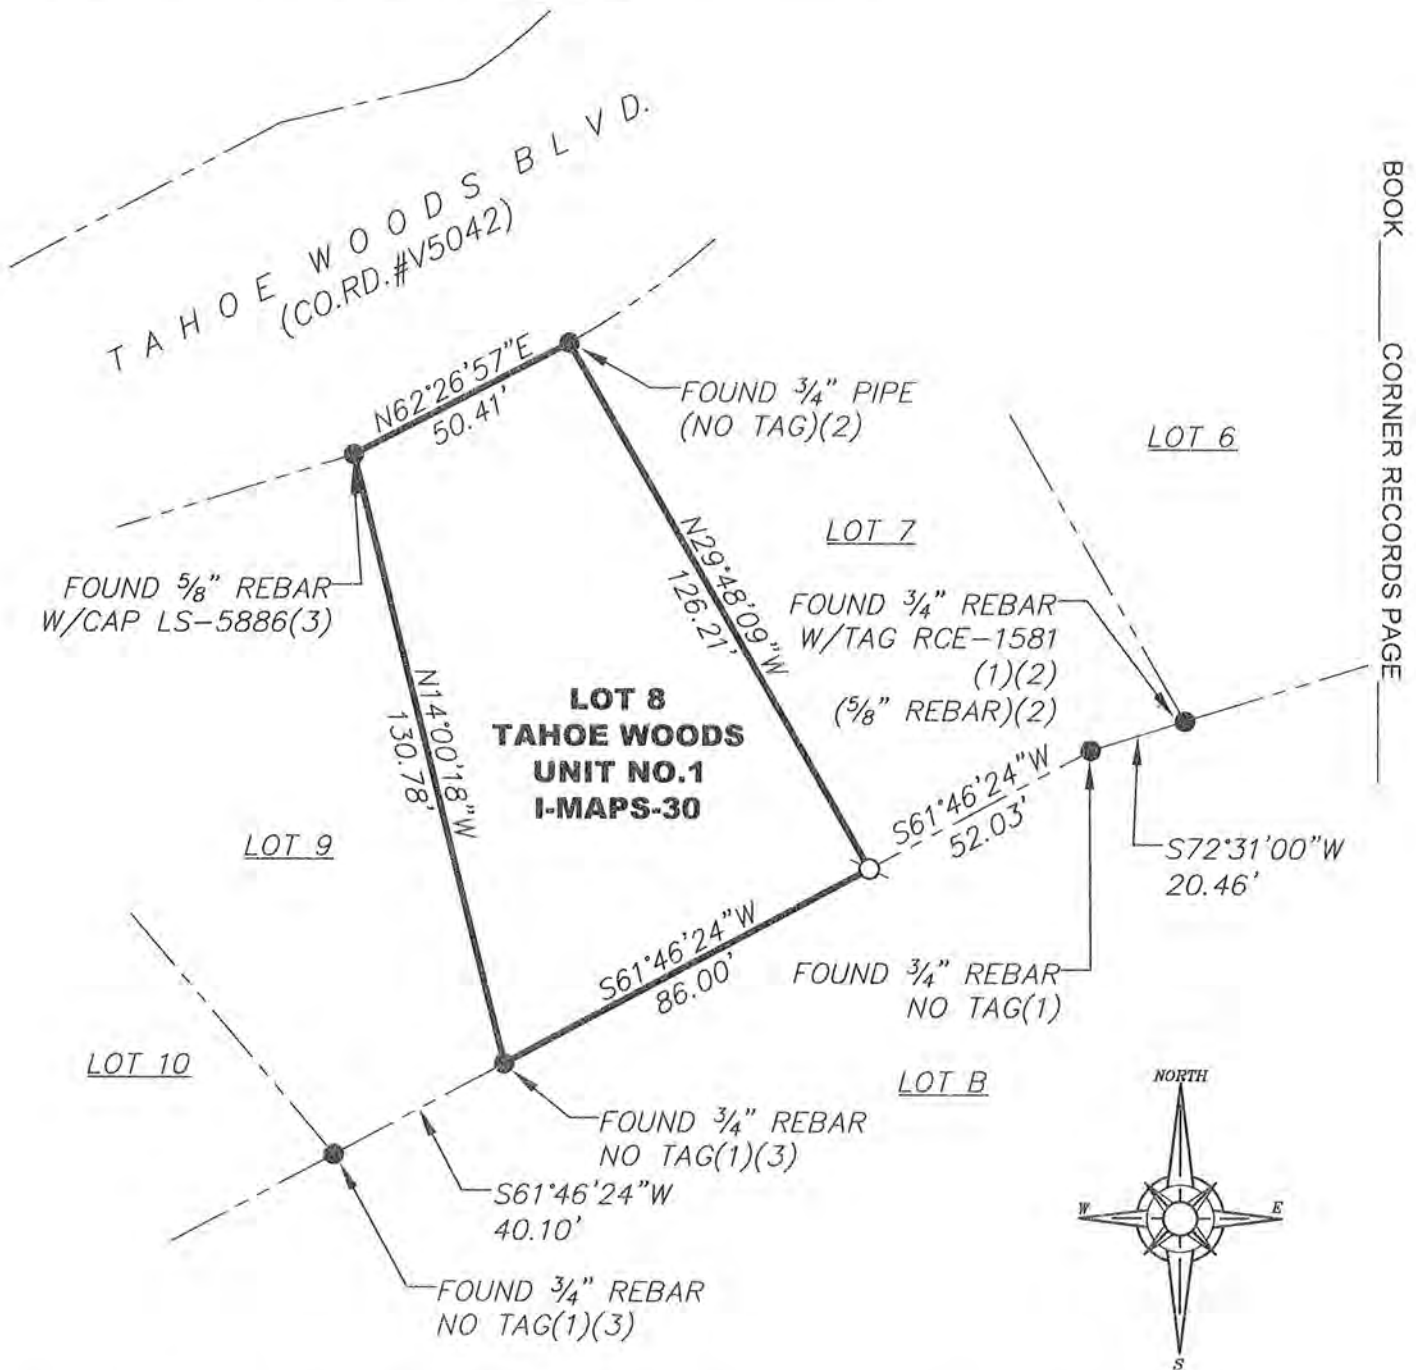 TAHOE WOODS BLVD.
(CO.RD.#V5042)
N62°26'57"E
50.41'
FOUND 3/4" PIPE
(NO TAG)(2)
LOT 6
LOT 7
FOUND 5/8" REBAR
W/CAP LS-5886(3)
N29°48'09"W
126.21'
FOUND 3/4" REBAR
W/TAG RCE-1581
(1)(2)
(5/8" REBAR)(2)
N14°00'18"W
130.78'
LOT 8
TAHOE WOODS
UNIT NO.1
I-MAPS-30
LOT 9
S61°46'24"W
52.03'
S72°31'00"W
20.46'
S61°46'24"W
86.00'
FOUND 3/4" REBAR
NO TAG(1)
LOT 10
LOT B
FOUND 3/4" REBAR
NO TAG(1)(3)
S61°46'24"W
40.10'
FOUND 3/4" REBAR
NO TAG(1)(3)
NORTH
W
E
S
BOOK ____ CORNER RECORDS PAGE ____